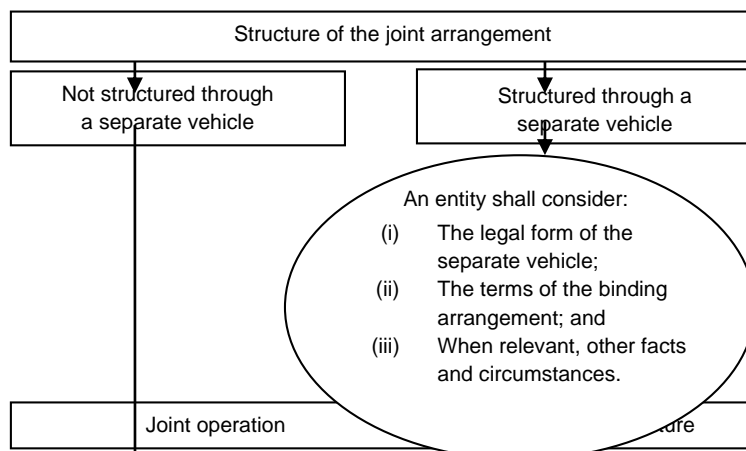 Structure of the joint arrangement
Not structured through
a separate vehicle
Structured through a
separate vehicle
An entity shall consider:
(i) The legal form of the
separate vehicle;
(ii) The terms of the binding
arrangement; and
(iii) When relevant, other facts
and circumstances.
Joint operation